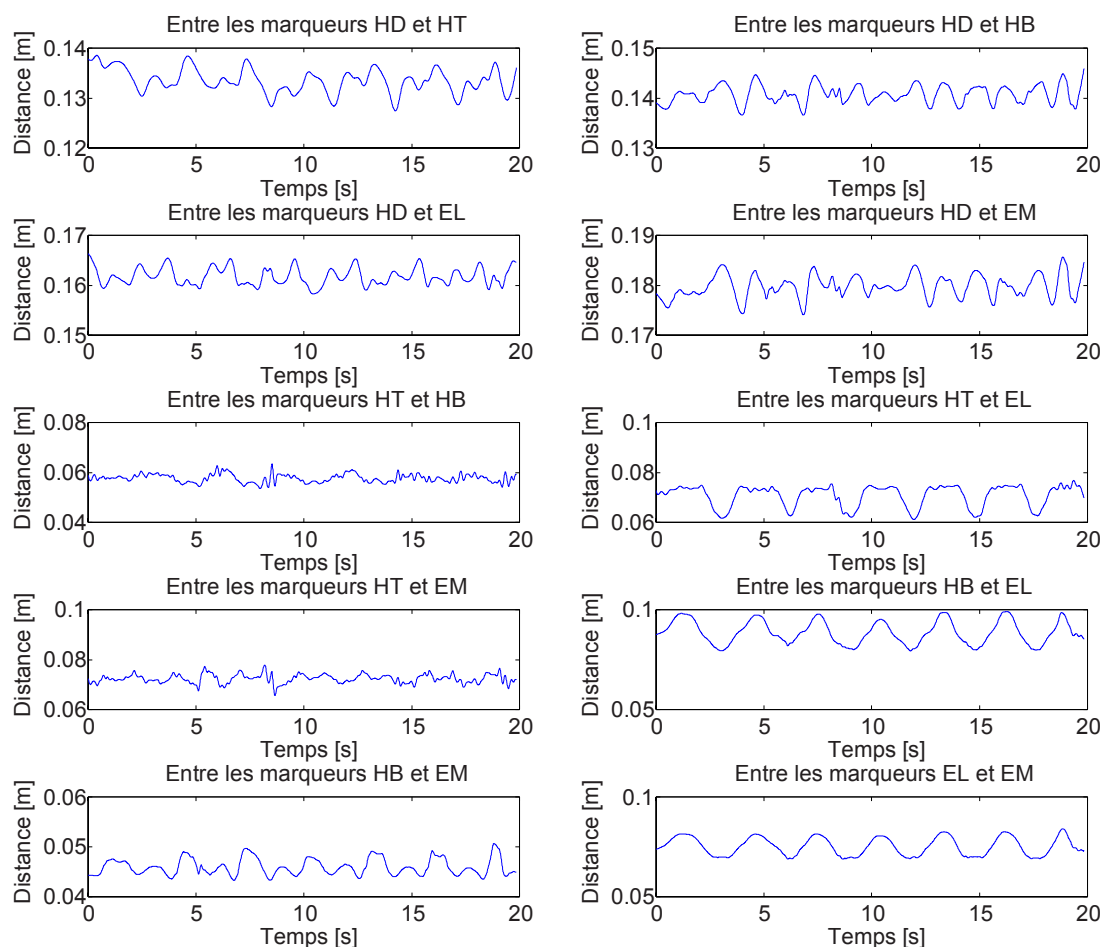 Entre les marqueurs HD et HT
Distance [m]
0.14
0.13
0.12
0
5
10
15
20
Temps [s]
Entre les marqueurs HD et HB
Distance [m]
0.15
0.14
0.13
0
5
10
15
20
Temps [s]
Entre les marqueurs HD et EL
Distance [m]
0.17
0.16
0.15
0
5
10
15
20
Temps [s]
Entre les marqueurs HD et EM
Distance [m]
0.19
0.18
0.17
0
5
10
15
20
Temps [s]
Entre les marqueurs HT et HB
Distance [m]
0.08
0.06
0.04
0
5
10
15
20
Temps [s]
Entre les marqueurs HT et EL
Distance [m]
0.1
0.08
0.06
0
5
10
15
20
Temps [s]
Entre les marqueurs HT et EM
Distance [m]
0.1
0.08
0.06
0
5
10
15
20
Temps [s]
Entre les marqueurs HB et EL
Distance [m]
0.1
0.05
0
5
10
15
20
Temps [s]
Entre les marqueurs HB et EM
Distance [m]
0.06
0.05
0.04
0
5
10
15
20
Temps [s]
Entre les marqueurs EL et EM
Distance [m]
0.1
0.05
0
5
10
15
20
Temps [s]